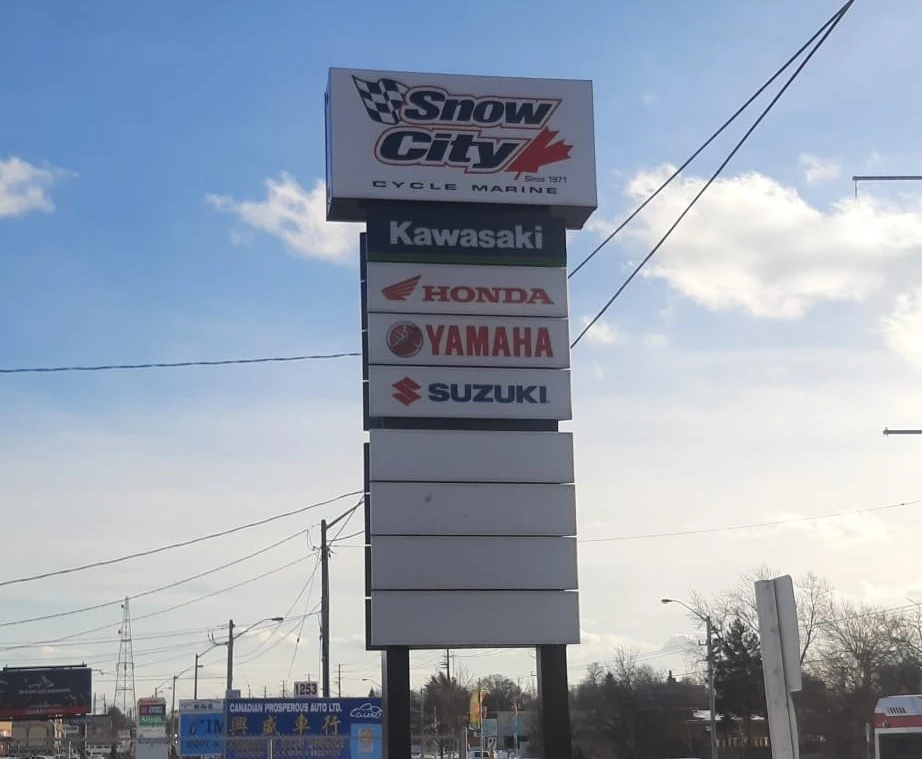 Snow
City
Since 1971
CYCLE MARINE
Kawasaki
HONDA
YAMAHA
SUZUKI
1253
CANADIAN PROSPEROUS AUTO LTD.
興盛車行